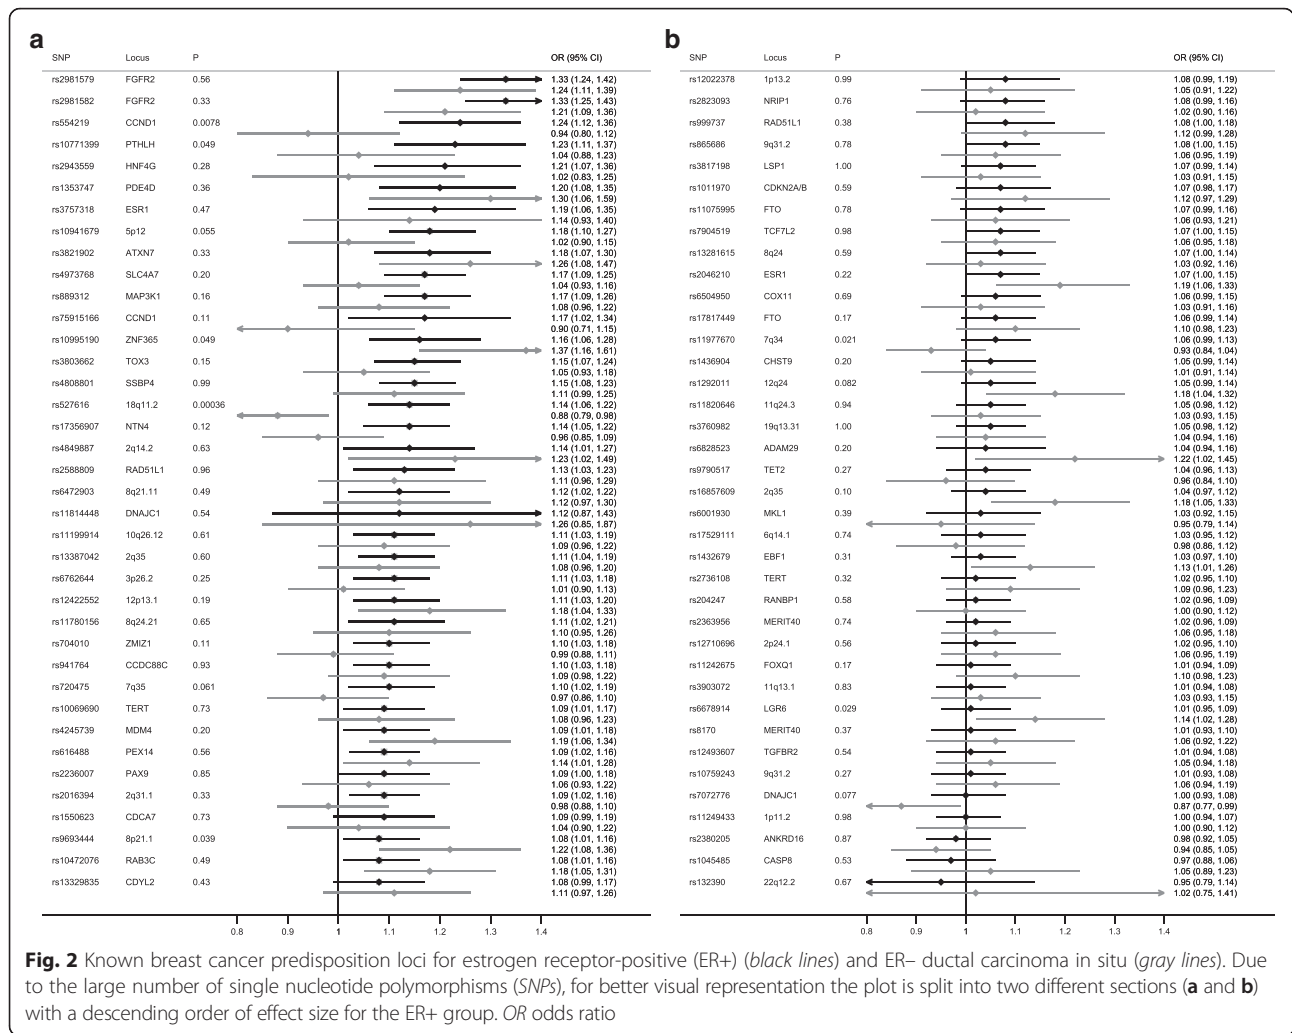 a
SNP Locus P OR (95% CI)
rs2981579 FGFR2 0.56 1.33 (1.24, 1.42)
1.24 (1.11, 1.39)
rs2981582 FGFR2 0.33 1.33 (1.25, 1.43)
1.21 (1.09, 1.36)
rs554219 CCND1 0.0078 1.24 (1.12, 1.36)
0.94 (0.80, 1.12)
rs10771399 PTHLH 0.049 1.23 (1.11, 1.37)
1.04 (0.88, 1.23)
rs2943559 HNF4G 0.28 1.21 (1.07, 1.36)
1.02 (0.83, 1.25)
rs1353747 PDE4D 0.36 1.20 (1.08, 1.35)
1.30 (1.06, 1.59)
rs3757318 ESR1 0.47 1.19 (1.06, 1.35)
1.14 (0.93, 1.40)
rs10941679 5p12 0.055 1.18 (1.10, 1.27)
1.02 (0.90, 1.15)
rs3821902 ATXN7 0.33 1.18 (1.07, 1.30)
1.26 (1.08, 1.47)
rs4973768 SLC4A7 0.20 1.17 (1.09, 1.25)
1.04 (0.93, 1.16)
rs889312 MAP3K1 0.16 1.17 (1.09, 1.26)
1.08 (0.96, 1.22)
rs75915166 CCND1 0.11 1.17 (1.02, 1.34)
0.90 (0.71, 1.15)
rs10995190 ZNF365 0.049 1.16 (1.06, 1.28)
1.37 (1.16, 1.61)
rs3803662 TOX3 0.15 1.15 (1.07, 1.24)
1.05 (0.93, 1.18)
rs4808801 SSBP4 0.99 1.15 (1.08, 1.23)
1.11 (0.99, 1.25)
rs527616 18q11.2 0.00036 1.14 (1.06, 1.22)
0.88 (0.79, 0.98)
rs17356907 NTN4 0.12 1.14 (1.05, 1.22)
0.96 (0.85, 1.09)
rs4849887 2q14.2 0.63 1.14 (1.01, 1.27)
1.23 (1.02, 1.49)
rs2588809 RAD51L1 0.96 1.13 (1.03, 1.23)
1.11 (0.96, 1.29)
rs6472903 8q21.11 0.49 1.12 (1.02, 1.22)
1.12 (0.97, 1.30)
rs11814448 DNAJC1 0.54 1.12 (0.87, 1.43)
1.26 (0.85, 1.87)
rs11199914 10q26.12 0.61 1.11 (1.03, 1.19)
1.09 (0.96, 1.22)
rs13387042 2q35 0.60 1.11 (1.04, 1.19)
1.08 (0.96, 1.20)
rs6762644 3p26.2 0.25 1.11 (1.03, 1.18)
1.01 (0.90, 1.13)
rs12422552 12p13.1 0.19 1.11 (1.03, 1.20)
1.18 (1.04, 1.33)
rs11780156 8q24.21 0.65 1.11 (1.02, 1.21)
1.10 (0.95, 1.26)
rs704010 ZMIZ1 0.11 1.10 (1.03, 1.18)
0.99 (0.88, 1.11)
rs941764 CCDC88C 0.93 1.10 (1.03, 1.18)
1.09 (0.98, 1.22)
rs720475 7q35 0.061 1.10 (1.02, 1.19)
0.97 (0.86, 1.10)
rs10069690 TERT 0.73 1.09 (1.01, 1.17)
1.08 (0.96, 1.23)
rs4245739 MDM4 0.20 1.09 (1.01, 1.18)
1.19 (1.06, 1.34)
rs616488 PEX14 0.56 1.09 (1.02, 1.16)
1.14 (1.01, 1.28)
rs2236007 PAX9 0.85 1.09 (1.00, 1.18)
1.06 (0.93, 1.22)
rs2016394 2q31.1 0.33 1.09 (1.02, 1.16)
0.98 (0.88, 1.10)
rs1550623 CDCA7 0.73 1.09 (0.99, 1.19)
1.04 (0.90, 1.22)
rs9693444 8p21.1 0.039 1.08 (1.01, 1.16)
1.22 (1.08, 1.36)
rs10472076 RAB3C 0.49 1.08 (1.01, 1.16)
1.18 (1.05, 1.31)
rs13329835 CDYL2 0.43 1.08 (0.99, 1.17)
1.11 (0.97, 1.26)
0.8 0.9 1 1.1 1.2 1.3 1.4
b
SNP Locus P OR (95% CI)
rs12022378 1p13.2 0.99 1.08 (0.99, 1.19)
1.05 (0.91, 1.22)
rs2823093 NRIP1 0.76 1.08 (0.99, 1.16)
1.02 (0.90, 1.16)
rs999737 RAD51L1 0.38 1.08 (1.00, 1.18)
1.12 (0.99, 1.28)
rs865686 9q31.2 0.78 1.08 (1.00, 1.15)
1.06 (0.95, 1.19)
rs3817198 LSP1 1.00 1.07 (0.99, 1.14)
1.03 (0.91, 1.15)
rs1011970 CDKN2A/B 0.59 1.07 (0.98, 1.17)
1.12 (0.97, 1.29)
rs11075995 FTO 0.78 1.07 (0.99, 1.16)
1.06 (0.93, 1.21)
rs7904519 TCF7L2 0.98 1.07 (1.00, 1.15)
1.06 (0.95, 1.18)
rs13281615 8q24 0.59 1.07 (1.00, 1.14)
1.03 (0.92, 1.16)
rs2046210 ESR1 0.22 1.07 (1.00, 1.15)
1.19 (1.06, 1.33)
rs6504950 COX11 0.69 1.06 (0.99, 1.15)
1.03 (0.91, 1.16)
rs17817449 FTO 0.17 1.06 (0.99, 1.14)
1.10 (0.98, 1.23)
rs11977670 7q34 0.021 1.06 (0.99, 1.13)
0.93 (0.84, 1.04)
rs1436904 CHST9 0.20 1.05 (0.99, 1.14)
1.01 (0.91, 1.14)
rs1292011 12q24 0.082 1.05 (0.99, 1.14)
1.18 (1.04, 1.32)
rs11820646 11q24.3 0.94 1.05 (0.98, 1.12)
1.03 (0.93, 1.15)
rs3760982 19q13.31 1.00 1.05 (0.98, 1.12)
1.04 (0.94, 1.16)
rs6828523 ADAM29 0.20 1.04 (0.94, 1.16)
1.22 (1.02, 1.45)
rs9790517 TET2 0.27 1.04 (0.96, 1.13)
0.96 (0.84, 1.10)
rs16857609 2q35 0.10 1.04 (0.97, 1.12)
1.18 (1.05, 1.33)
rs6001930 MKL1 0.39 1.03 (0.92, 1.15)
0.95 (0.79, 1.14)
rs17529111 6q14.1 0.74 1.03 (0.95, 1.12)
0.98 (0.86, 1.12)
rs1432679 EBF1 0.31 1.03 (0.97, 1.10)
1.13 (1.01, 1.26)
rs2736108 TERT 0.32 1.02 (0.95, 1.10)
1.09 (0.96, 1.23)
rs204247 RANBP1 0.58 1.02 (0.96, 1.09)
1.00 (0.90, 1.12)
rs2363956 MERIT40 0.74 1.02 (0.96, 1.09)
1.06 (0.95, 1.18)
rs12710696 2p24.1 0.56 1.02 (0.95, 1.10)
1.06 (0.95, 1.19)
rs11242675 FOXQ1 0.17 1.01 (0.94, 1.09)
1.10 (0.98, 1.23)
rs3903072 11q13.1 0.83 1.01 (0.94, 1.08)
1.03 (0.93, 1.15)
rs6678914 LGR6 0.029 1.01 (0.95, 1.09)
1.14 (1.02, 1.28)
rs8170 MERIT40 0.37 1.01 (0.93, 1.10)
1.06 (0.92, 1.22)
rs12493607 TGFBR2 0.54 1.01 (0.94, 1.08)
1.05 (0.94, 1.18)
rs10759243 9q31.2 0.27 1.01 (0.93, 1.08)
1.06 (0.94, 1.19)
rs7072776 DNAJC1 0.077 1.00 (0.93, 1.08)
0.87 (0.77, 0.99)
rs11249433 1p11.2 0.98 1.00 (0.94, 1.07)
1.00 (0.90, 1.12)
rs2380205 ANKRD16 0.87 0.98 (0.92, 1.05)
0.94 (0.85, 1.05)
rs1045485 CASP8 0.53 0.97 (0.88, 1.06)
1.05 (0.89, 1.23)
rs132390 22q12.2 0.67 0.95 (0.79, 1.14)
1.02 (0.75, 1.41)
0.8 0.9 1.0 1.1 1.2 1.3 1.4
Fig. 2 Known breast cancer predisposition loci for estrogen receptor-positive (ER+) (black lines) and ER– ductal carcinoma in situ (gray lines). Due
to the large number of single nucleotide polymorphisms (SNPs), for better visual representation the plot is split into two different sections (a and b)
with a descending order of effect size for the ER+ group. OR odds ratio